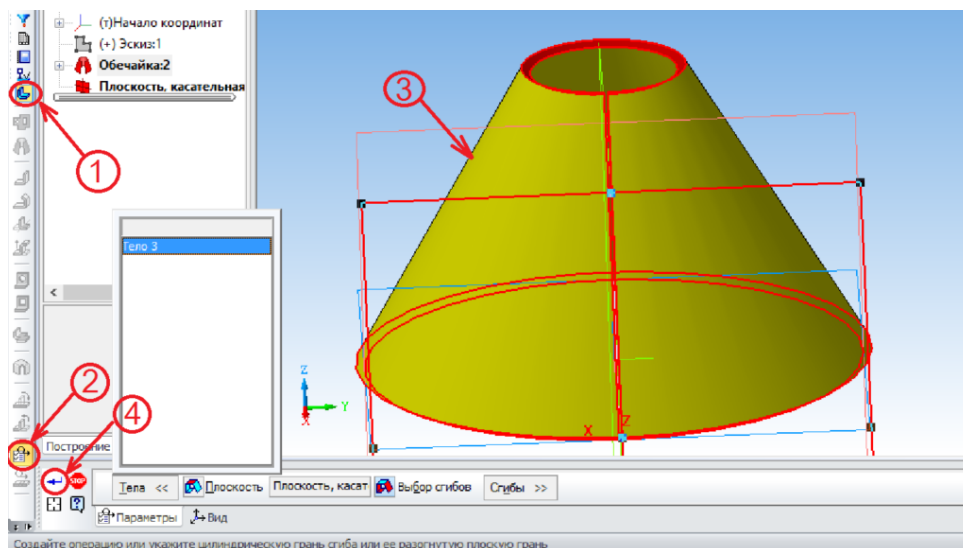 (т)Начало координат
(+) Эскиз:1
Обечайка:2
Плоскость, касательная
1
3
Тело 3
2
4
Z
Y
X
X
Z
Построение
STOP
Тела <<
Плоскость
Плоскость, касат
Выбор сгибов
Сгибы >>
Параметры
Вид
Создайте операцию или укажите цилиндрическую грань сгиба или ее разогнутую плоскую грань